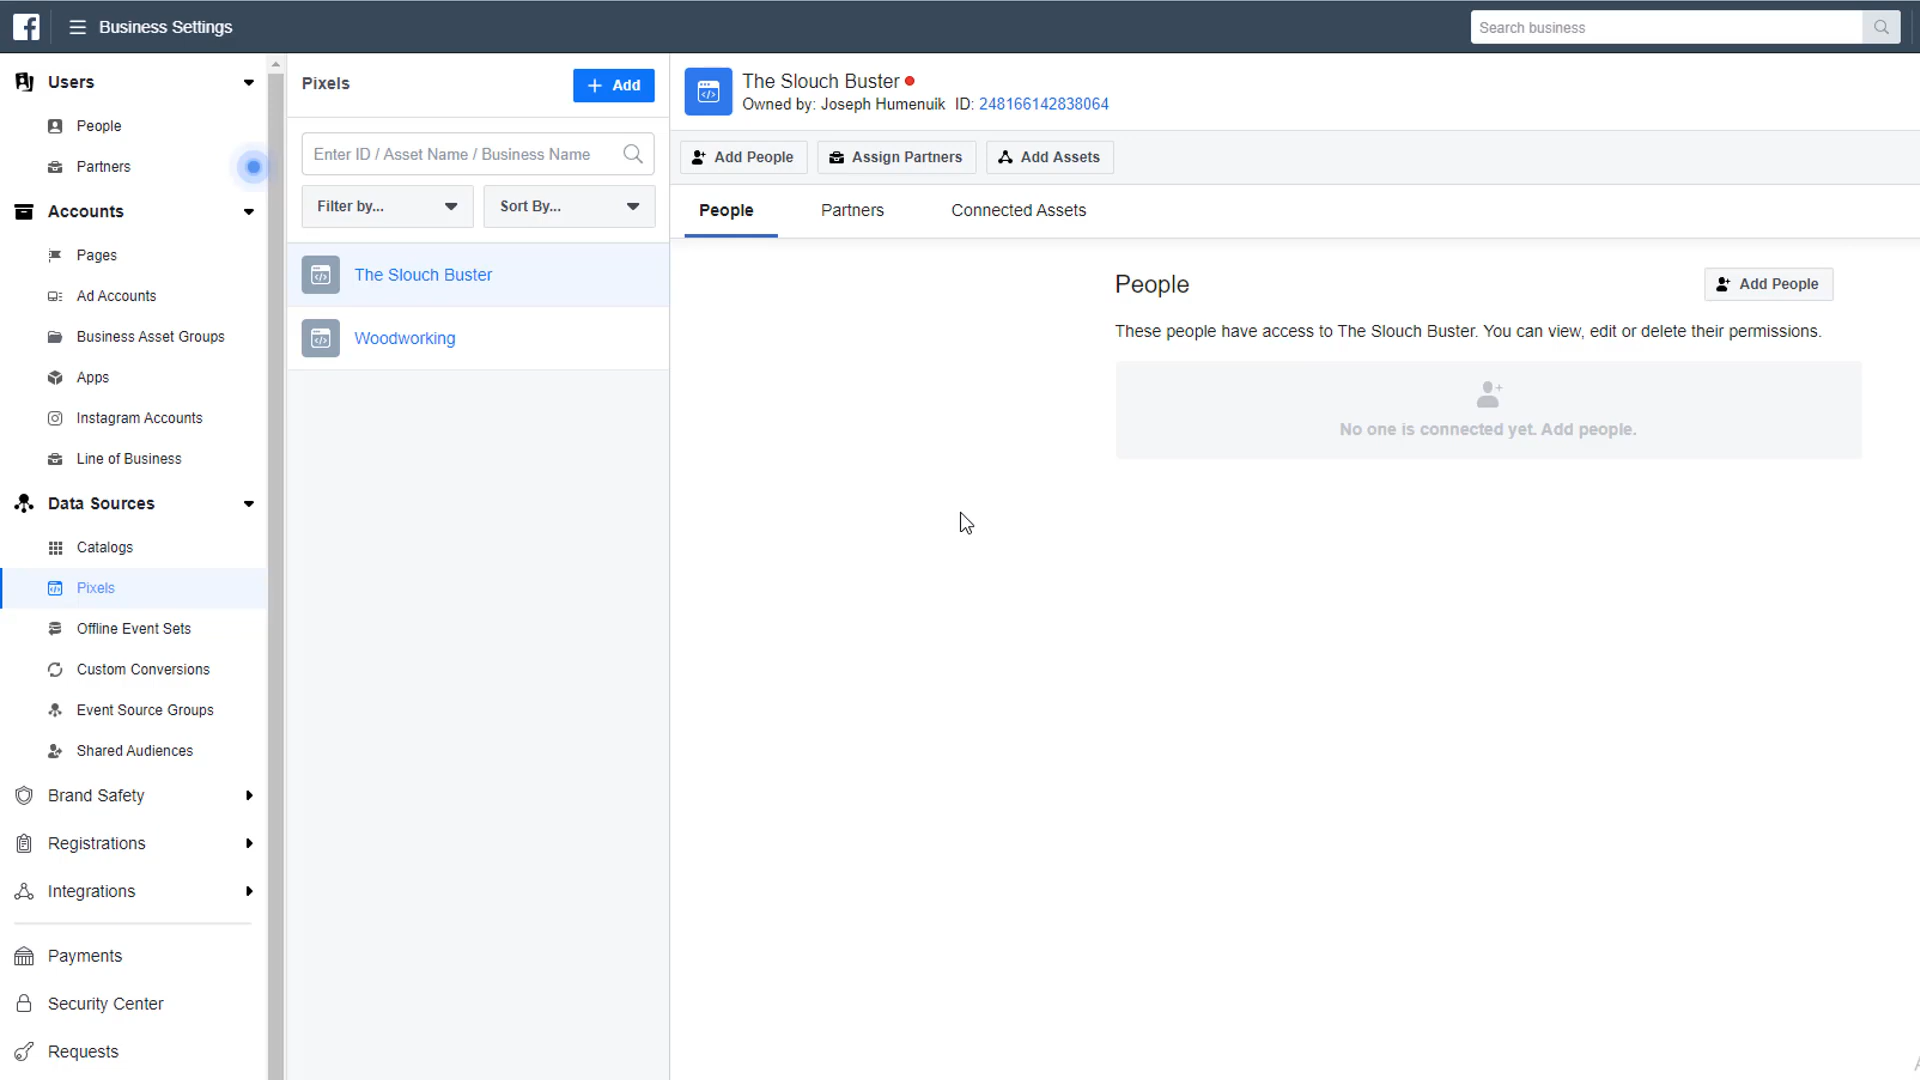 Business Settings
Search business
Users
People
Partners
Accounts
Pages
Ad Accounts
Business Asset Groups
Apps
Instagram Accounts
Line of Business
Data Sources
Catalogs
Pixels
Offline Event Sets
Custom Conversions
Event Source Groups
Shared Audiences
Brand Safety
Registrations
Integrations
Payments
Security Center
Requests
Pixels
+ Add
Enter ID / Asset Name / Business Name
Filter by... Sort By...
The Slouch Buster
Woodworking
The Slouch Buster
Owned by: Joseph Humenuik ID: 248166142838064
Add People Assign Partners Add Assets
People Partners Connected Assets
People
Add People
These people have access to The Slouch Buster. You can view, edit or delete their permissions.
No one is connected yet. Add people.